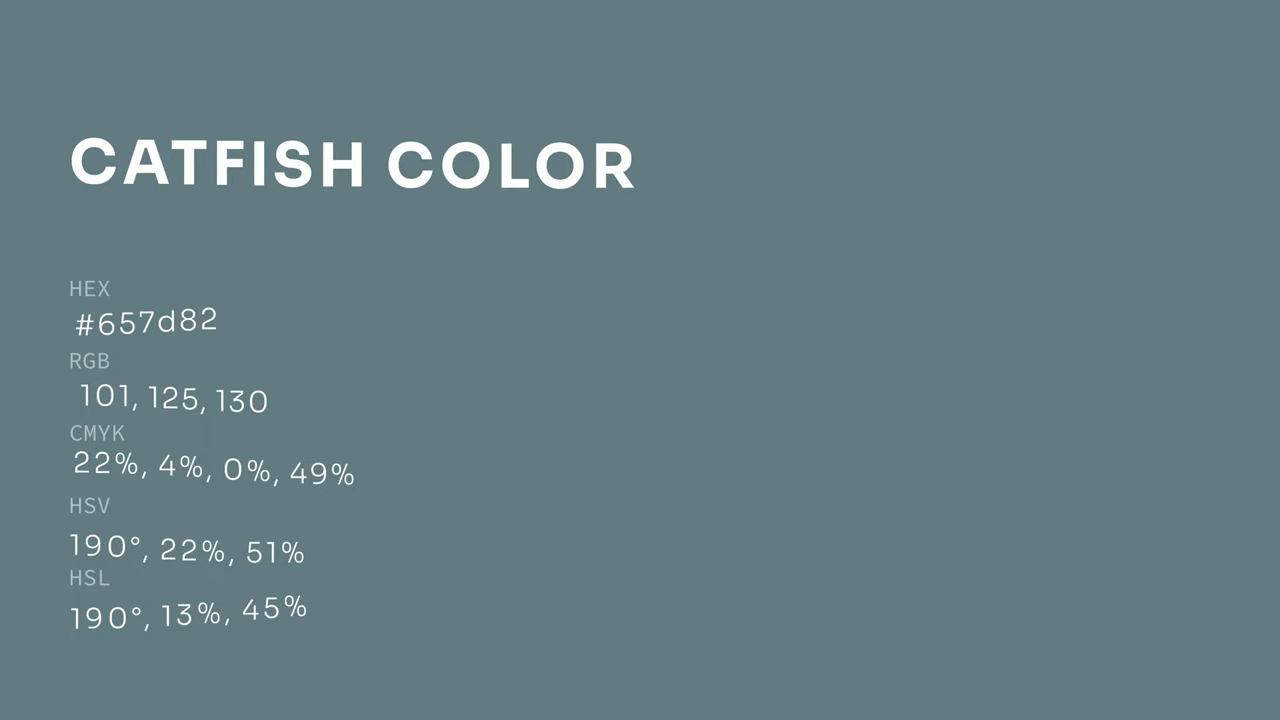 CATFISH COLOR
HEX
#657d82
RGB
101, 125, 130
CMYK
22%, 4%, 0%, 49%
HSV
190°, 22%, 51%
HSL
190°, 13%, 45%